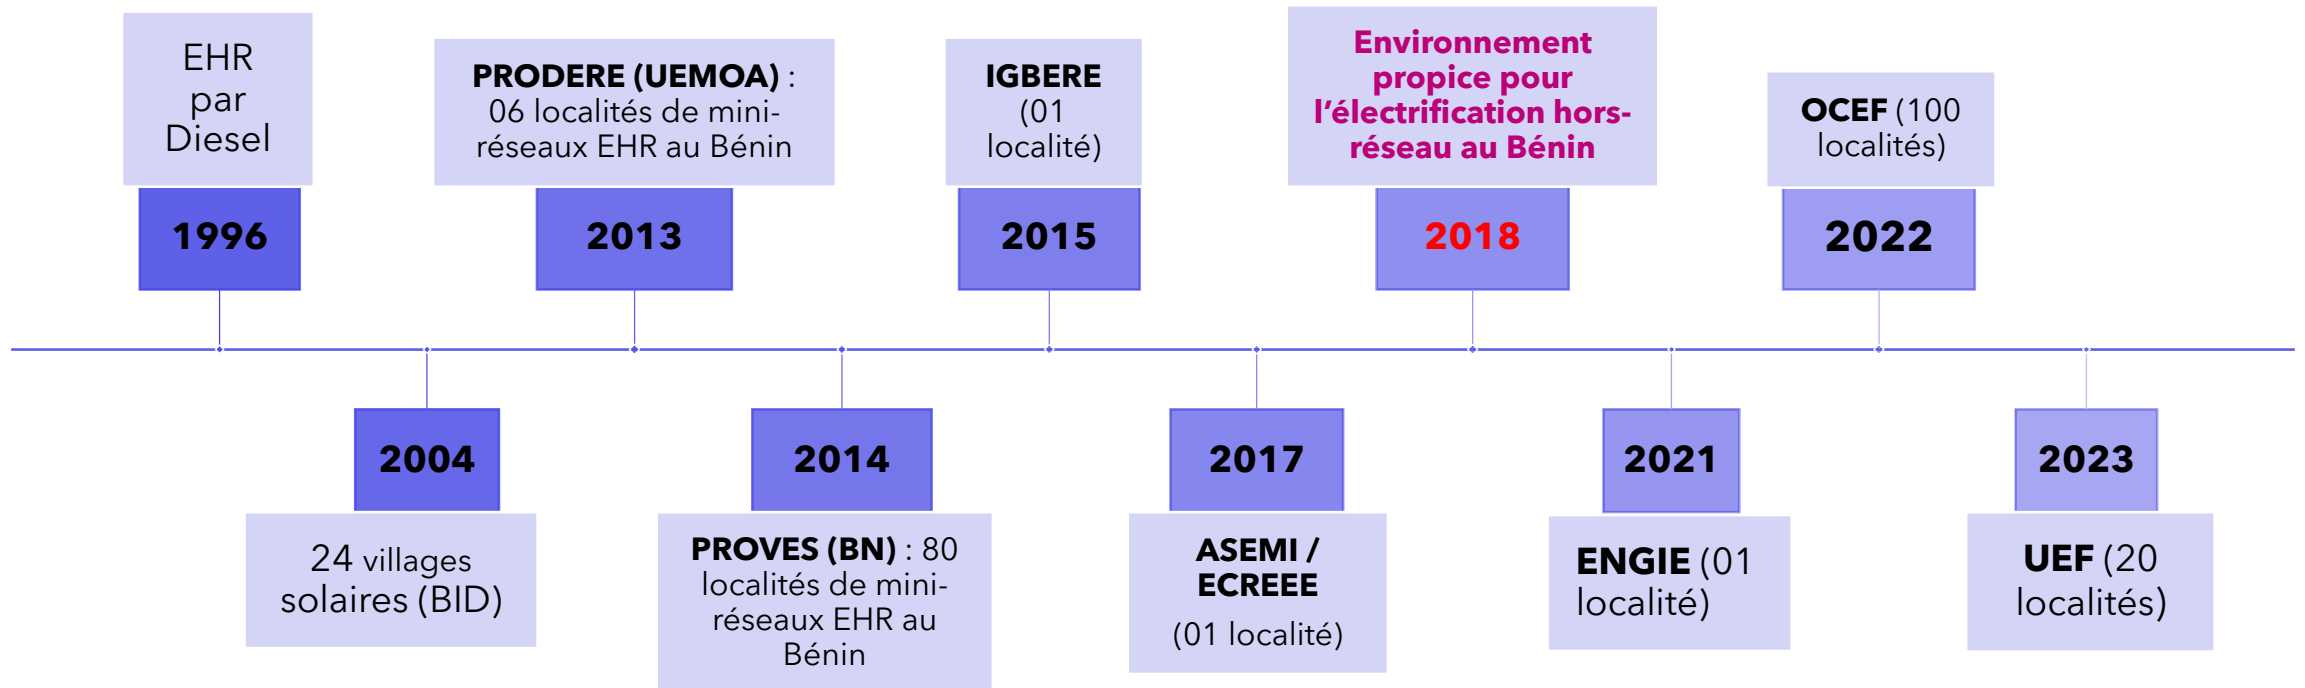 EHR
par
Diesel
1996
2004
24 villages
solaires (BID)
PRODERE (UEMOA) :
06 localités de mini-
réseaux EHR au Bénin
2013
2014
PROVES (BN) : 80
localités de mini-
réseaux EHR au
Bénin
IGBERE
(01
localité)
2015
2017
ASEMI /
ECREEE
(01 localité)
Environnement
propice pour
l’électrification hors-
réseau au Bénin
2018
2021
ENGIE (01
localité)
OCEF (100
localités)
2022
2023
UEF (20
localités)